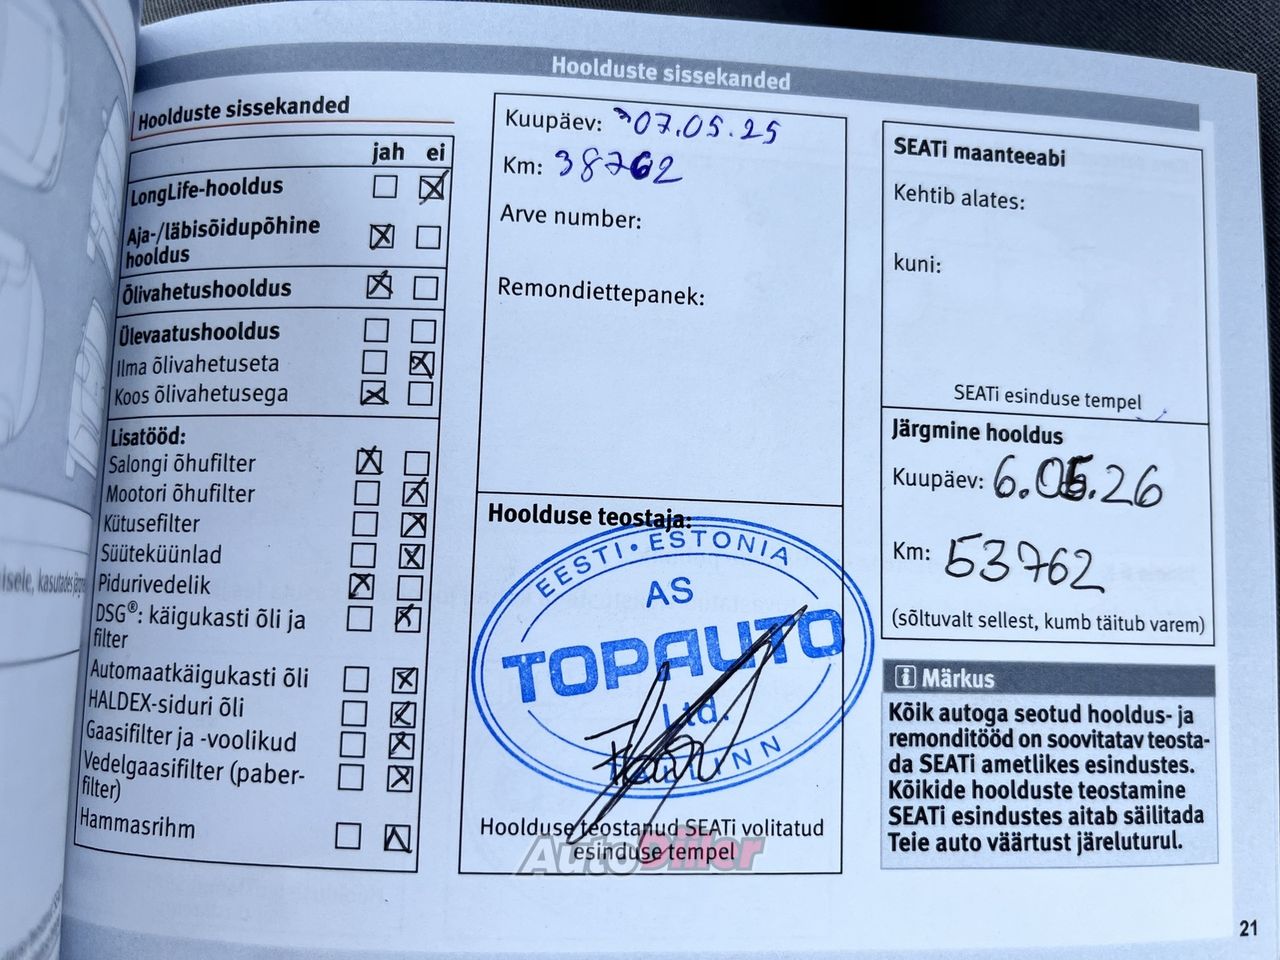 Hoolduste sissekanded
Hoolduste sissekanded
jah ei
LongLife-hooldus
Aja-/läbisõidupõhine
hooldus
Õlivahetushooldus
Ülevaatushooldus
Ilma õlivahetuseta
Koos õlivahetusega
Lisatööd:
Salongi õhufilter
Mootori õhufilter
Kütusefilter
Süüteküünlad
Pidurivedelik
DSG®: käigukasti õli ja
filter
Automaatkäigukasti õli
HALDEX-siduri õli
Gaasifilter ja -voolikud
Vedelgaasifilter (paber-
filter)
Hammasrihm
Kuupäev: 07.05.25
Km: 38762
Arve number:
Remondiettepanek:
Hoolduse teostaja:
EESTI • ESTONIA
AS
TOPAUTO
Ltd.
TALLINN
Hoolduse teostanud SEATi volitatud
esinduse tempel
AutoDiiler
SEATi maanteeabi
Kehtib alates:
kuni:
SEATi esinduse tempel
Järgmine hooldus
Kuupäev: 6.05.26
Km: 53762
(sõltuvalt sellest, kumb täitub varem)
i Märkus
Kõik autoga seotud hooldus- ja
remonditööd on soovitatav teosta-
da SEATi ametlikes esindustes.
Kõikide hoolduste teostamine
SEATi esindustes aitab säilitada
Teie auto väärtust järeluturul.
21